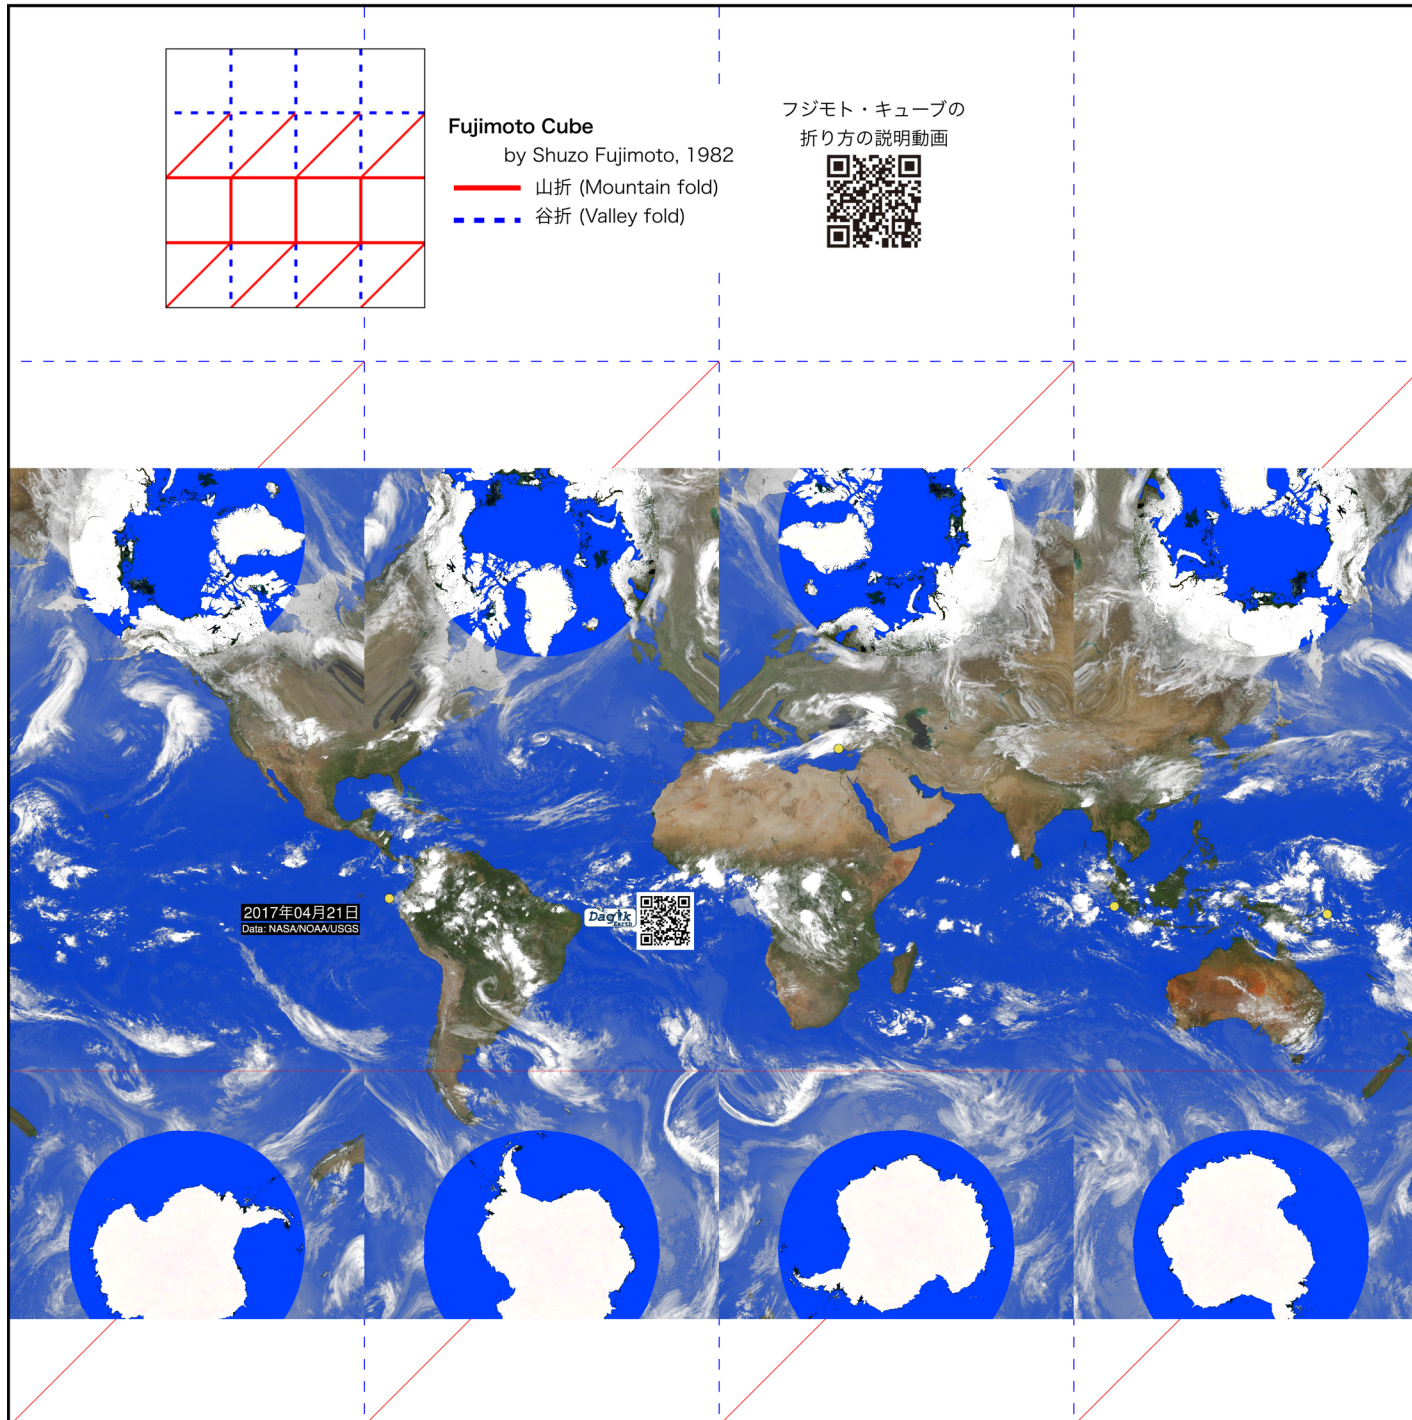 Fujimoto Cube
by Shuzo Fujimoto, 1982
山折 (Mountain fold)
谷折 (Valley fold)
フジモト・キューブの
折り方の説明動画
2017年04月21日
Data: NASA/NOAA/USGS
Dagik
Earth